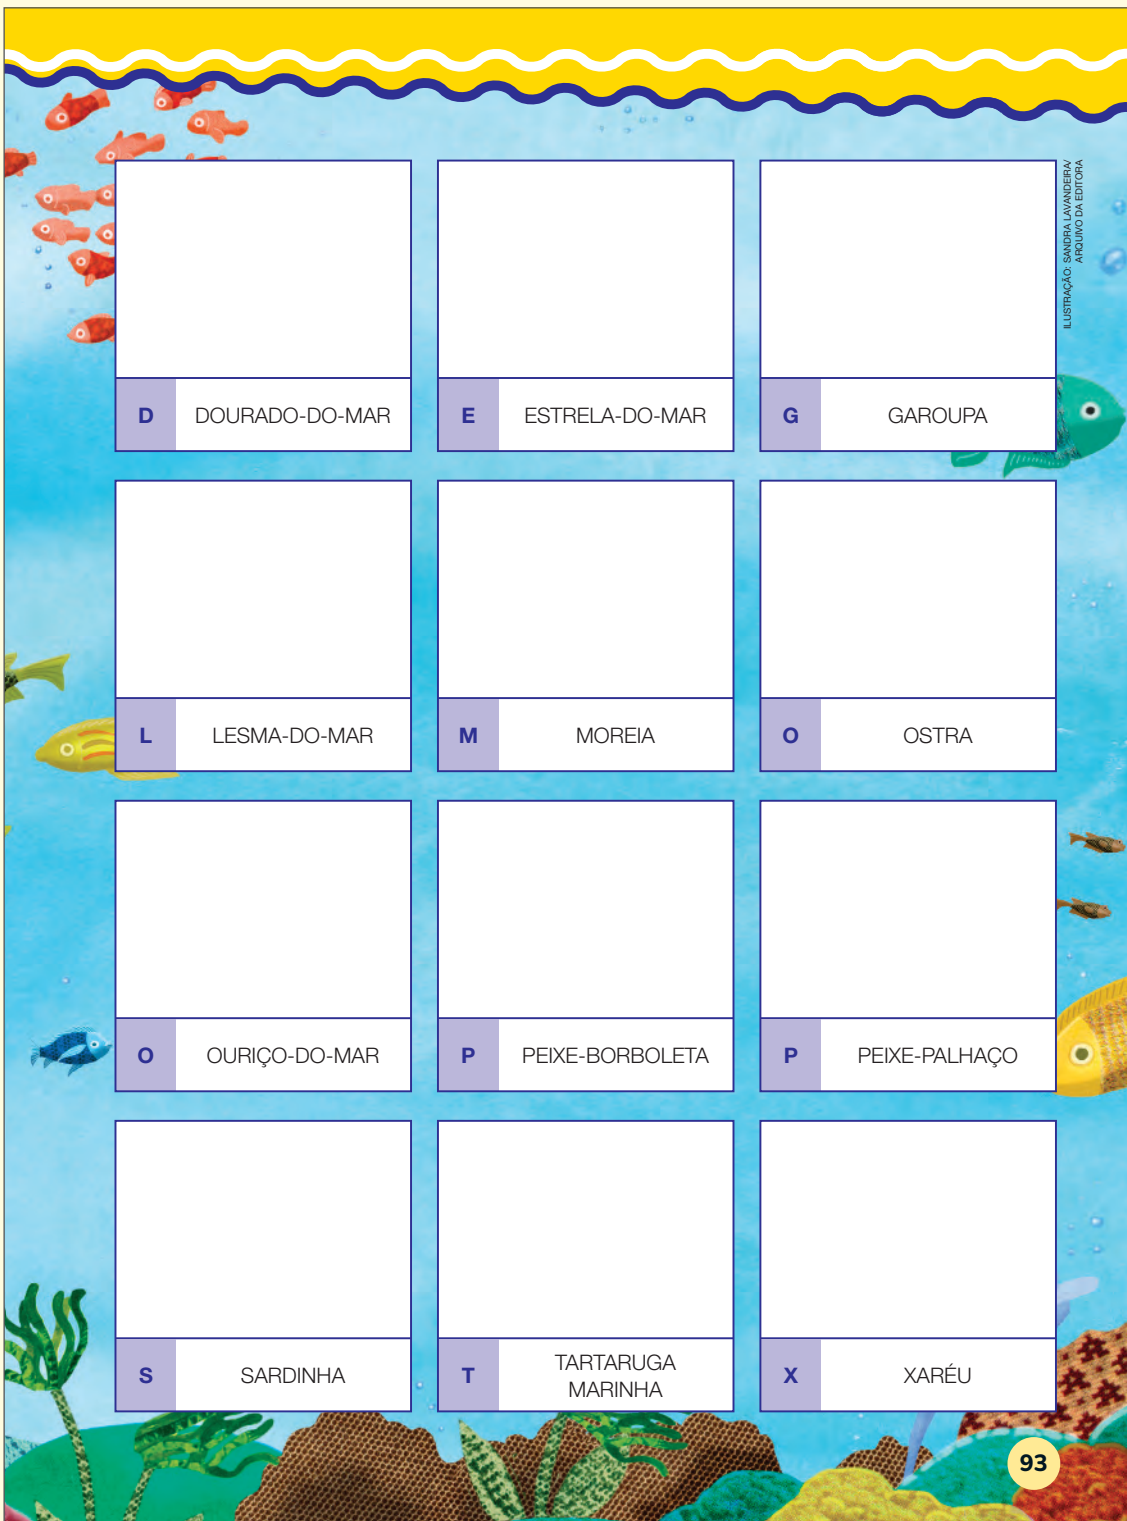 ILUSTRAÇÃO: SANDRA LAVANDEIRA/
ARQUIVO DA EDITORA
D DOURADO-DO-MAR
E ESTRELA-DO-MAR
G GAROUPA
L LESMA-DO-MAR
M MOREIA
O OSTRA
O OURIÇO-DO-MAR
P PEIXE-BORBOLETA
P PEIXE-PALHAÇO
S SARDINHA
T TARTARUGA
MARINHA
X XARÉU
93